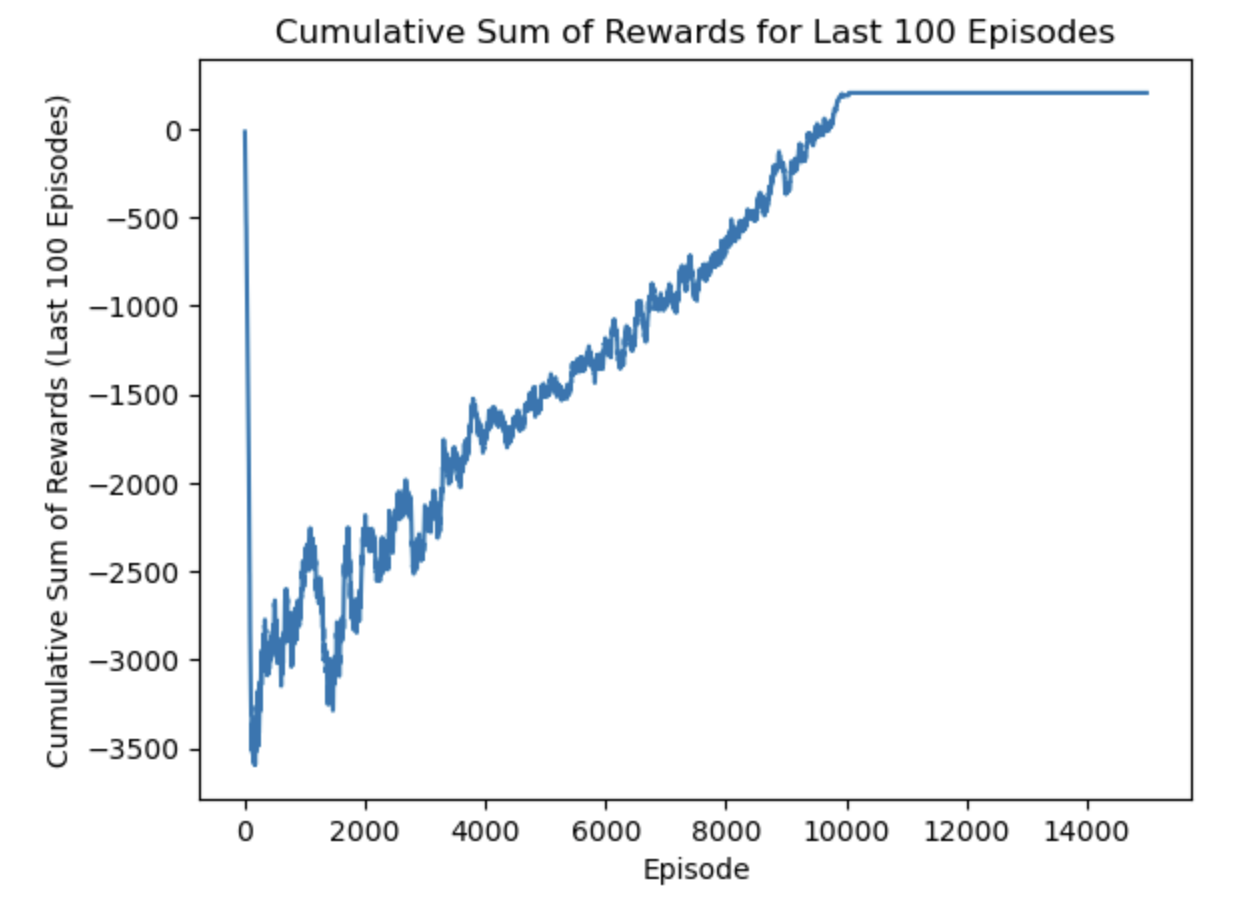 Cumulative Sum of Rewards for Last 100 Episodes
Cumulative Sum of Rewards (Last 100 Episodes)
0
−500
−1000
−1500
−2000
−2500
−3000
−3500
0 2000 4000 6000 8000 10000 12000 14000
Episode